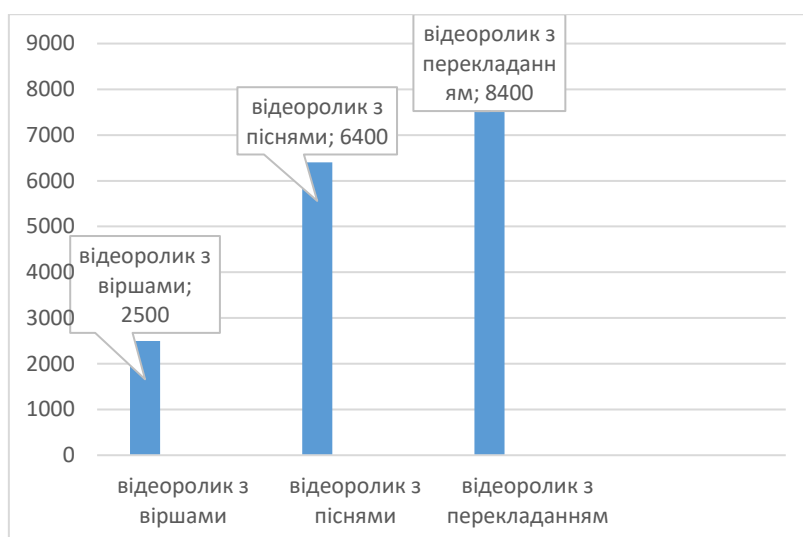 9000
8000
7000
6000
5000
4000
3000
2000
1000
0
відеоролик з
віршами;
2500
відеоролик з
піснями; 6400
відеоролик з
перекладанн
ям; 8400
відеоролик з
віршами
відеоролик з
піснями
відеоролик з
перекладанням